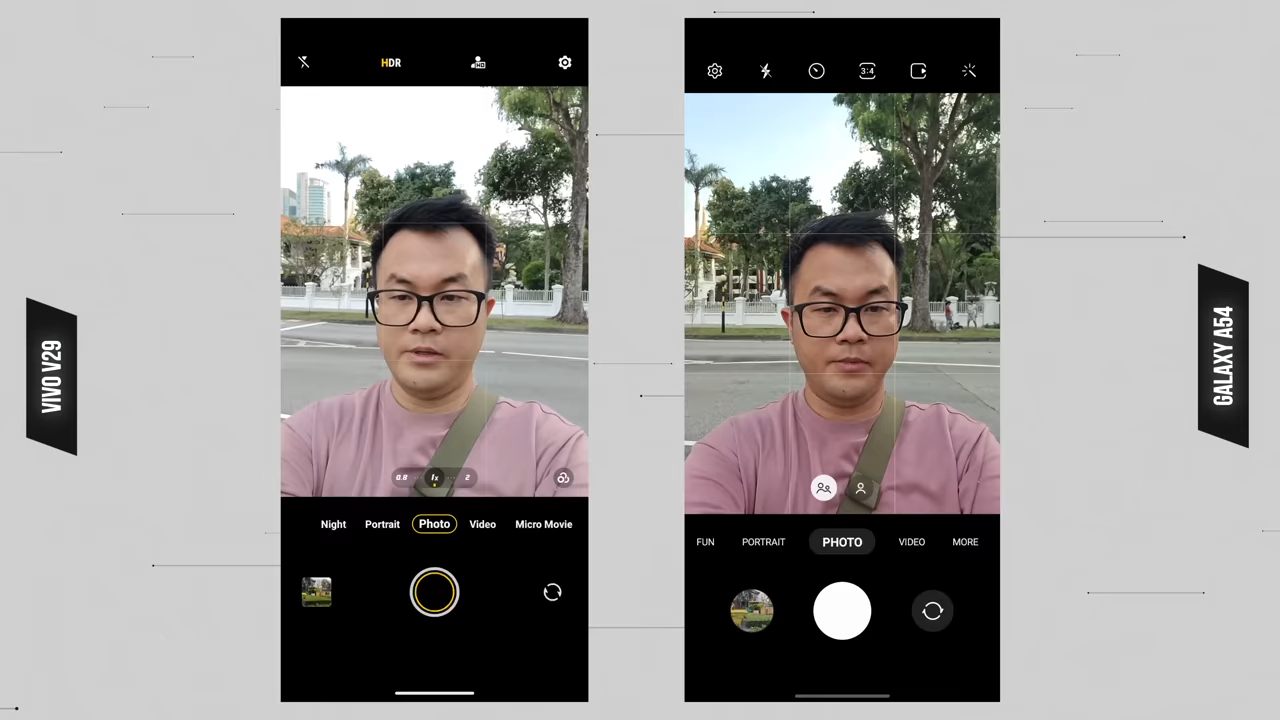 VIVO V29
HDR
HD
0.8 1x 2
Night Portrait Photo Video Micro Movie
3:4
FUN PORTRAIT PHOTO VIDEO MORE
GALAXY A54